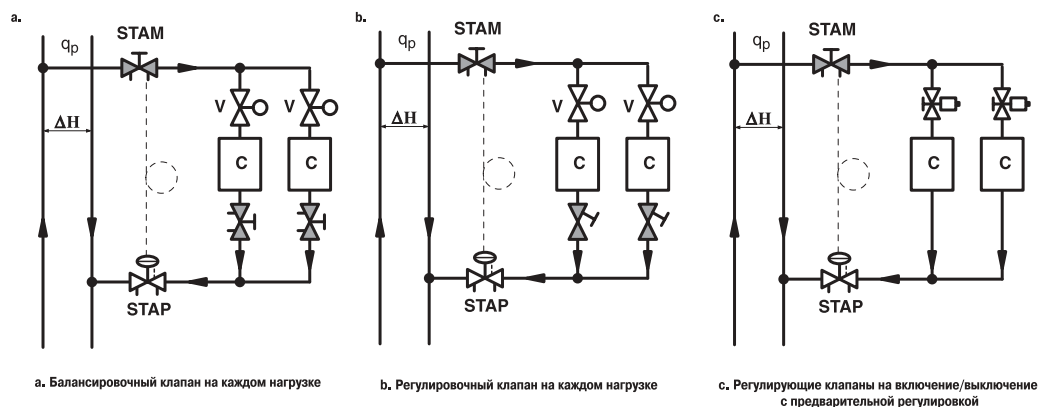 a.
STAM
qp
V
V
ΔH
C
C
STAP
a. Балансировочный клапан на каждом нагрузке
b.
STAM
qp
V
V
ΔH
C
C
STAP
b. Регулировочный клапан на каждом нагрузке
c.
STAM
qp
ΔH
C
C
STAP
c. Регулирующие клапаны на включение/выключение
с предварительной регулировкой